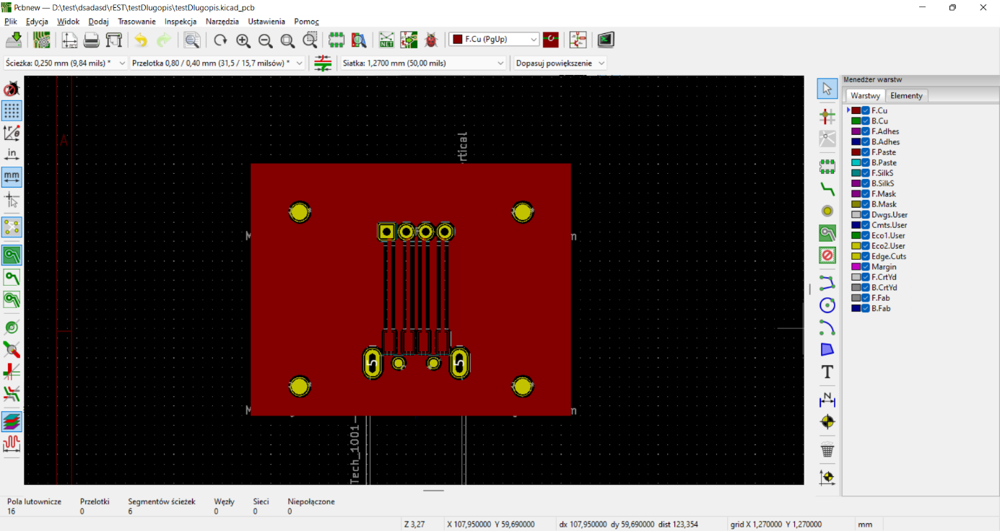 Pcbnew — D:\test\dsadasd\rEST\testDlugopis\testDlugopis.kicad_pcb
Plik Edycja Widok Dodaj Trasowanie Inspekcja Narzędzia Ustawienia Pomoc
NET
F.Cu (PgUp)
Ścieżka: 0,250 mm (9,84 mils) *
Przelotka 0,80 / 0,40 mm (31,5 / 15,7 milsów) *
Siatka: 1,2700 mm (50,00 mils)
Dopasuj powiększenie
in
mm
A
rtical
M
m
5
5
M
m
Tech_1001-
T
N
Menedżer warstw
Warstwy Elementy
F.Cu
B.Cu
F.Adhes
B.Adhes
F.Paste
B.Paste
F.SilkS
B.SilkS
F.Mask
B.Mask
Dwgs.User
Cmts.User
Eco1.User
Eco2.User
Edge.Cuts
Margin
F.CrtYd
B.CrtYd
F.Fab
B.Fab
Pola lutownicze Przelotki Segmentów ścieżek Węzły Sieci Niepołączone
16 0 6 0 0 0
Z 3,27 X 107,950000 Y 59,690000 dx 107,950000 dy 59,690000 dist 123,354 grid X 1,270000 Y 1,270000 mm